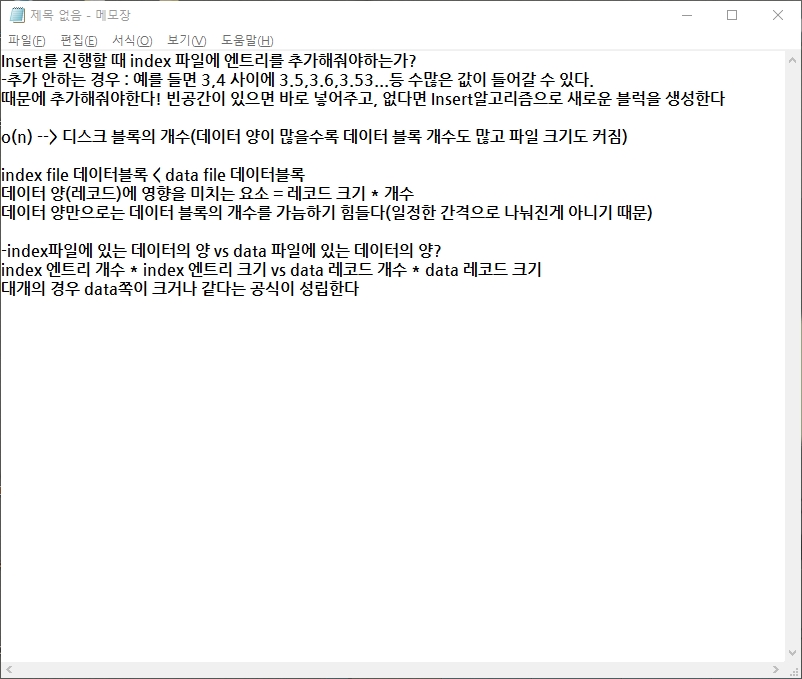 제목 없음 - 메모장
파일(F) 편집(E) 서식(O) 보기(V) 도움말(H)
Insert를 진행할 때 index 파일에 엔트리를 추가해줘야하는가?
-추가 안하는 경우 : 예를 들면 3,4 사이에 3.5,3.6,3.53...등 수많은 값이 들어갈 수 있다.
때문에 추가해줘야한다! 빈공간이 있으면 바로 넣어주고, 없다면 Insert알고리즘으로 새로운 블럭을 생성한다
o(n) --> 디스크 블록의 개수(데이터 양이 많을수록 데이터 블록 개수도 많고 파일 크기도 커짐)
index file 데이터블록 < data file 데이터블록
데이터 양(레코드)에 영향을 미치는 요소 = 레코드 크기 * 개수
데이터 양만으로는 데이터 블록의 개수를 가늠하기 힘들다(일정한 간격으로 나눠진게 아니기 때문)
-index파일에 있는 데이터의 양 vs data 파일에 있는 데이터의 양?
index 엔트리 개수 * index 엔트리 크기 vs data 레코드 개수 * data 레코드 크기
대개의 경우 data쪽이 크거나 같다는 공식이 성립한다